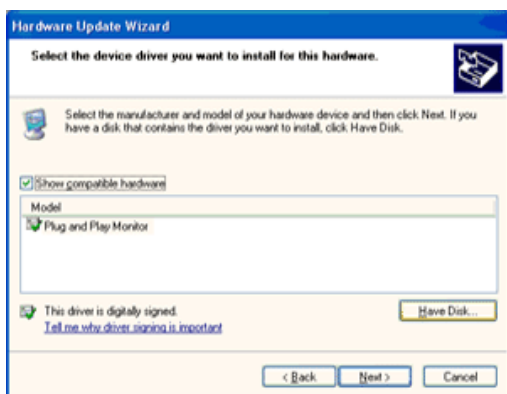 Hardware Update Wizard
Select the device driver you want to install for this hardware.
Select the manufacturer and model of your hardware device and then click Next. If you
have a disk that contains the driver you want to install, click Have Disk.
Show compatible hardware
Model
Plug and Play Monitor
This driver is digitally signed.
Have Disk...
Tell me why driver signing is important
< Back
Next >
Cancel